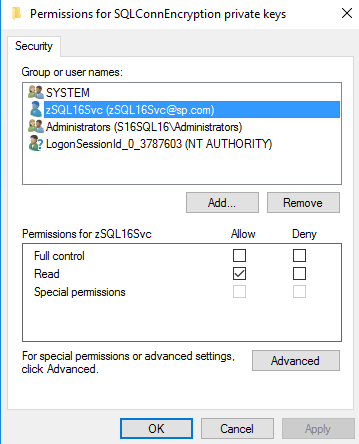 Permissions for SQLConnEncryption private keys
Security
Group or user names:
SYSTEM
zSQL16Svc (zSQL16Svc@sp.com)
Administrators (S16SQL16\Administrators)
LogonSessionId_0_3787603 (NT AUTHORITY)
Add...
Remove
Permissions for zSQL16Svc Allow Deny
Full control
Read
Special permissions
For special permissions or advanced settings,
click Advanced.
Advanced
OK
Cancel
Apply